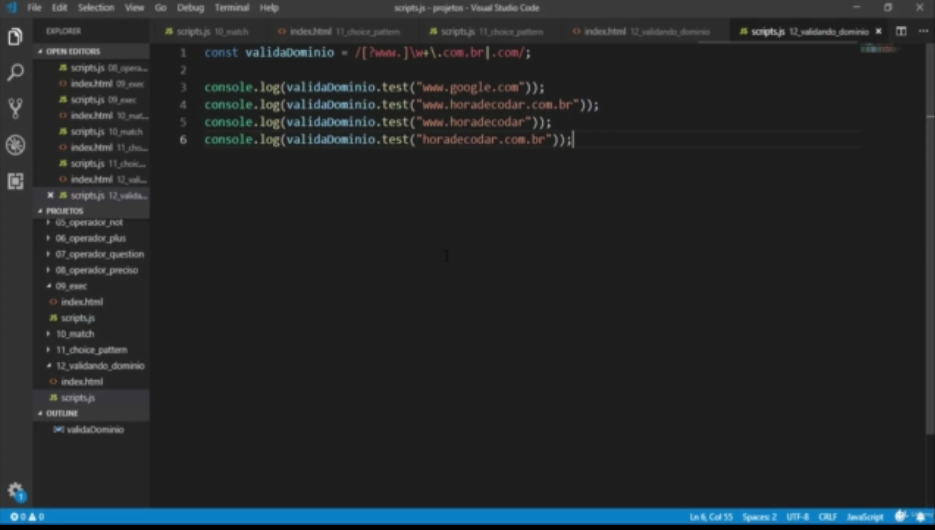 File Edit Selection View Go Debug Terminal Help
scripts.js - projetos - Visual Studio Code
EXPLORER
JS scripts.js 10_match
<> index.html 11_choice_pattern
JS scripts.js 11_choice_pattern
<> index.html 12_validando_dominio
JS scripts.js 12_validando_dominio
OPEN EDITORS
JS scripts.js 08_opera...
<> index.html 09_exec
JS scripts.js 09_exec
<> index.html 10_mat...
JS scripts.js 10_match
<> index.html 11_cho...
JS scripts.js 11_choic...
<> index.html 12_vali...
JS scripts.js 12_valida...
PROJETOS
05_operador_not
06_operador_plus
07_operador_question
08_operador_preciso
09_exec
<> index.html
JS scripts.js
10_match
11_choice_pattern
12_validando_dominio
<> index.html
JS scripts.js
OUTLINE
validaDominio
1 const validaDominio = /[?www.]\w+\.com.br|.com/;
2
3 console.log(validaDominio.test("www.google.com"));
4 console.log(validaDominio.test("www.horadecodar.com.br"));
5 console.log(validaDominio.test("www.horadecodar"));
6 console.log(validaDominio.test("horadecodar.com.br"));
1
0 0
Ln 6, Col 55 Spaces: 2 UTF-8 CRLF JavaScript